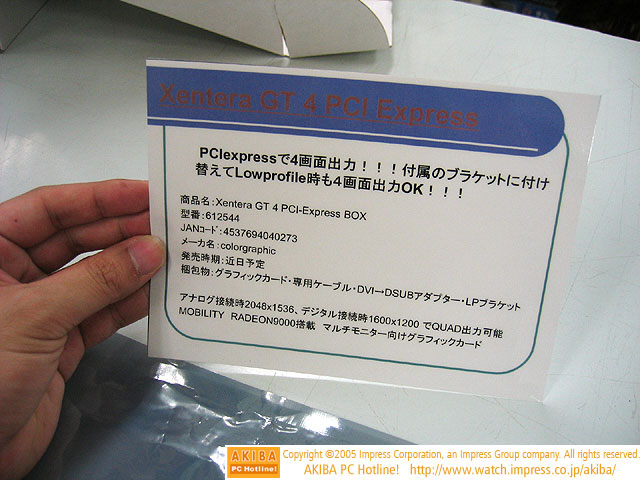 Xentera GT 4 PCI Express
PCIexpressで4画面出力！！！付属のブラケットに付け
替えてLowprofile時も4画面出力OK！！！
商品名：Xentera GT 4 PCI-Express BOX
型番：612544
JANｺｰﾄﾞ：4537694040273
メーカ名：colorgraphic
発売時期：近日予定
梱包物：グラフィックカード・専用ケーブル・DVI→DSUBアダプター・LPブラケット
アナログ接続時2048x1536、デジタル接続時1600x1200 でQUAD出力可能
MOBILITY RADEON9000搭載 マルチモニター向けグラフィックカード
AKIBA
PC Hotline!
Copyright ©2005 Impress Corporation, an Impress Group company. All rights reserved.
AKIBA PC Hotline! http://www.watch.impress.co.jp/akiba/